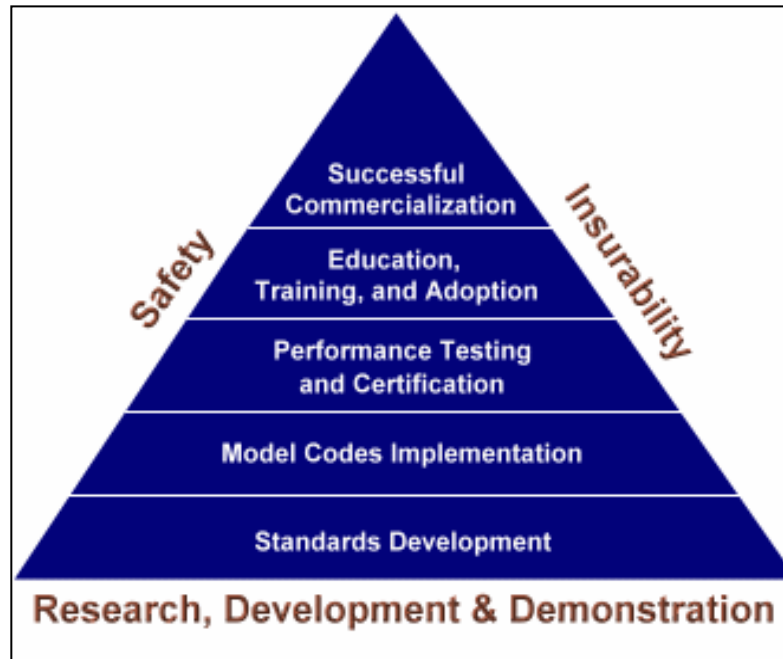 Successful
Commercialization
Safety
Insurability
Education,
Training, and Adoption
Performance Testing
and Certification
Model Codes Implementation
Standards Development
Research, Development & Demonstration